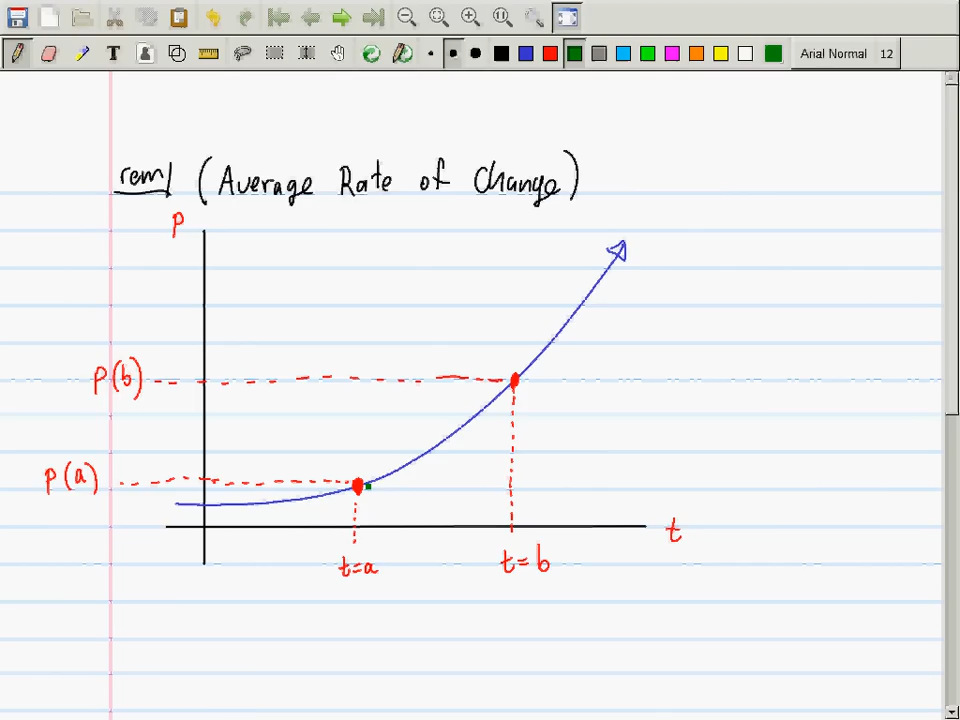 Arial Normal 12
rem/ (Average Rate of Change)
P
P(b)
P(a)
t
t=a
t=b